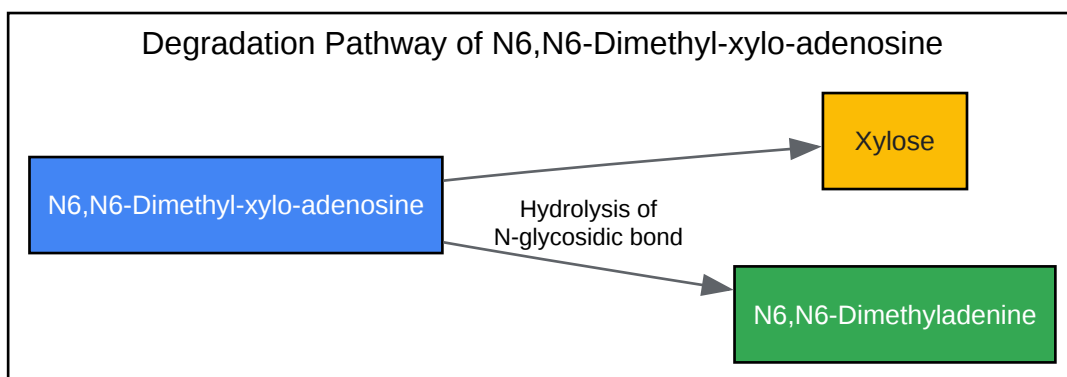 Degradation Pathway of N6,N6-Dimethyl-xylo-adenosine
Xylose
N6,N6-Dimethyl-xylo-adenosine
Hydrolysis of
N-glycosidic bond
N6,N6-Dimethyladenine